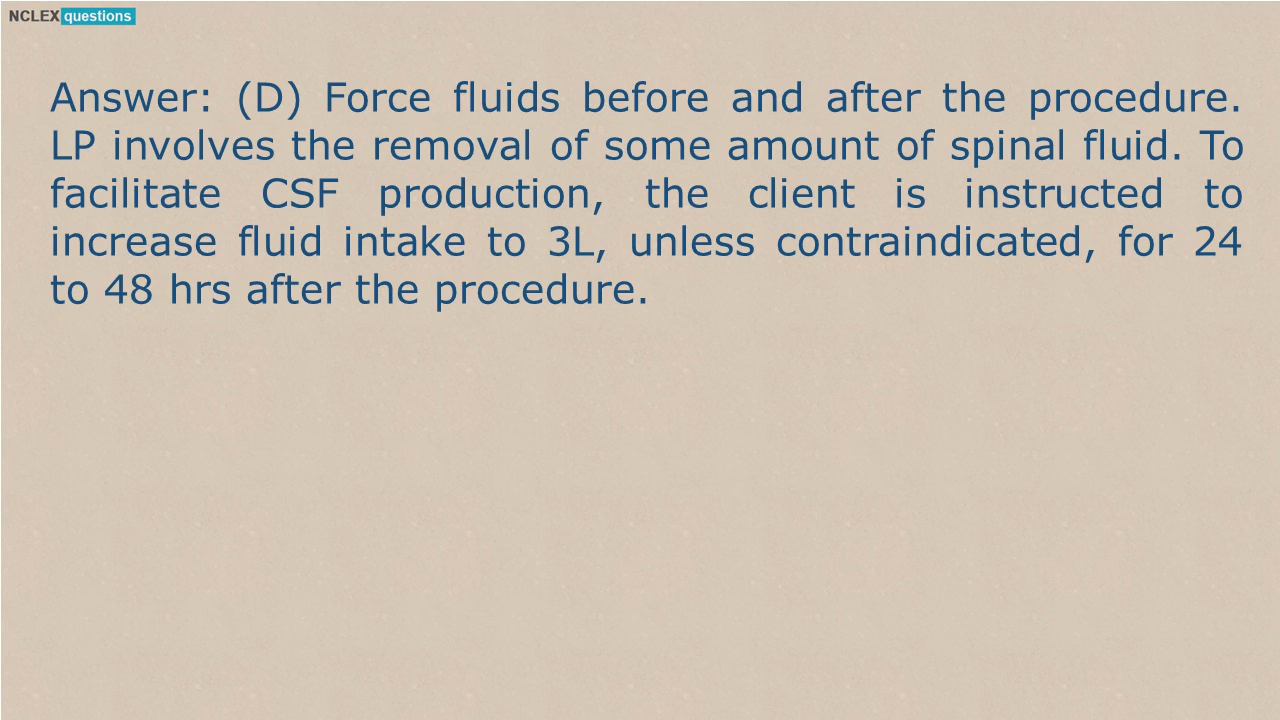 NCLEX questions
Answer: (D) Force fluids before and after the procedure.
LP involves the removal of some amount of spinal fluid. To
facilitate CSF production, the client is instructed to
increase fluid intake to 3L, unless contraindicated, for 24
to 48 hrs after the procedure.